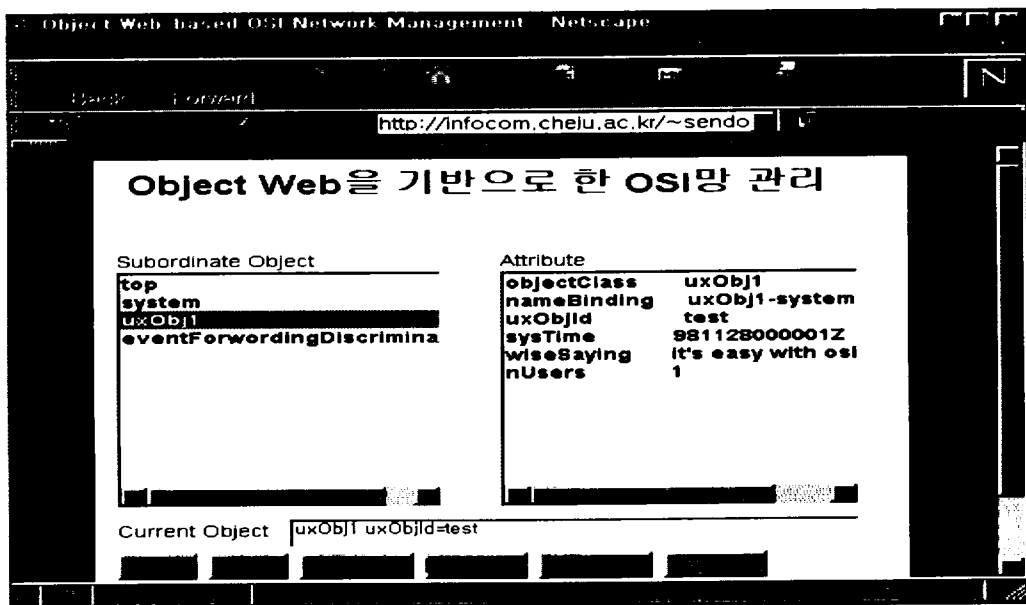 Object Web based OSI Network Management Netscape
Back Forward
http://infocom.cheju.ac.kr/~sendo
Object Web을 기반으로 한 OSI망 관리
Subordinate Object
top
system
uxObj1
eventForwordingDiscrimina
Attribute
objectClass uxObj1
nameBinding uxObj1-system
uxObjId test
sysTime 981128000001Z
wiseSaying it's easy with osi
nUsers 1
Current Object uxObj1 uxObjId=test